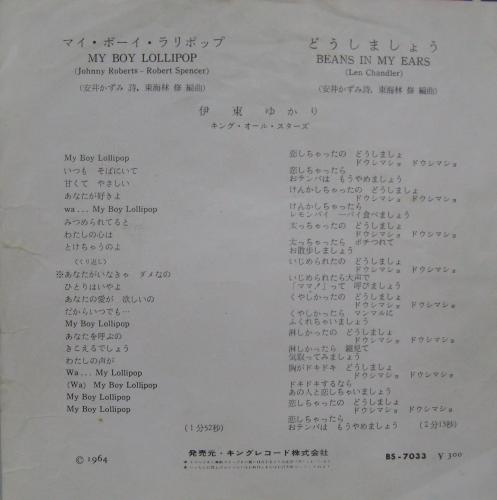 マイ・ボーイ・ラリポップ
MY BOY LOLLIPOP
(Johnny Roberts - Robert Spencer)
(安井かずみ 詩, 東海林 修 編曲)
どうしましょう
BEANS IN MY EARS
(Len Chandler)
(安井かずみ詩, 東海林 修 編曲)
伊東ゆかり
キング・オール・スターズ
My Boy Lollipop
いつも そばにいて
甘くて やさしい
あなたが好きよ
wa... My Boy Lollipop
みつめられてると
わたしの心は
とけちゃうのよ
(くり返い)
※あなたがいなきゃ ダメなの
ひとりはいやよ
あなたの愛が 欲しいの
だからいつでも…
My Boy Lollipop
あなたを呼ぶの
きこえるでしょう
わたしの声が
Wa... My Lollipop
(Wa) My Boy Lollipop
My Boy Lollipop
My Boy Lollipop
(1分52秒)
恋しちゃったの どうしましょ
ドウシマショ ドウシマショ
恋しちゃったら
おテンバは もうやめましょう
けんかしちゃった どうしましょ
ドウシマショ ドウシマショ
けんかしちゃったら
レモンパイ 一パイ食べましょう
太っちゃったの どうしましょ
ドウシマショ ドウシマショ
太っちゃったら ポチつれて
お散歩しましょう
いじめられたの どうしましょ
ドウシマショ ドウシマショ
いじめられたら大声で
「ママ!」って 呼びましょう
くやしかったの どうしましょ
ドウシマショ ドウシマショ
くやしかったら マンマルに
ふくれちゃいましょう
淋しかったの どうしましょ
ドウシマショ ドウシマショ
淋しかったら 鏡見て
気取ってみましょう
胸がドキドキ どうしましょ
ドウシマショ ドウシマショ
ドキドキするなら
あの人と恋しちゃいましょう
恋しちゃったの どうしましょ
ドウシマショ ドウシマショ
恋しちゃったら
おテンバは もうやめましょう (2分13秒)
© 1964
発売元・キングレコード株式会社
BS-7033 ¥300